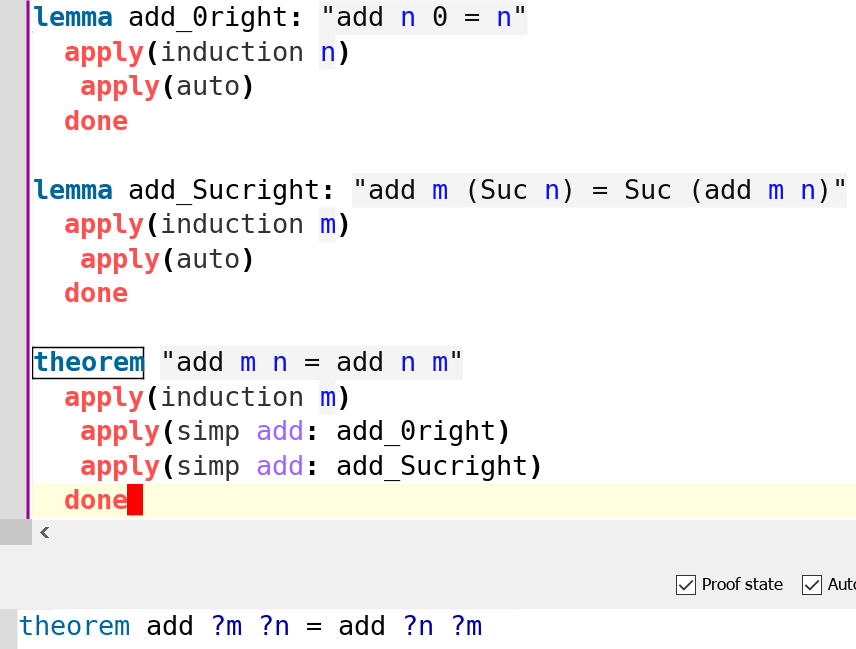 lemma add_0right: "add n 0 = n"
apply(induction n)
apply(auto)
done
lemma add_Sucright: "add m (Suc n) = Suc (add m n)"
apply(induction m)
apply(auto)
done
theorem "add m n = add n m"
apply(induction m)
apply(simp add: add_0right)
apply(simp add: add_Sucright)
done
Proof state Auto
theorem add ?m ?n = add ?n ?m